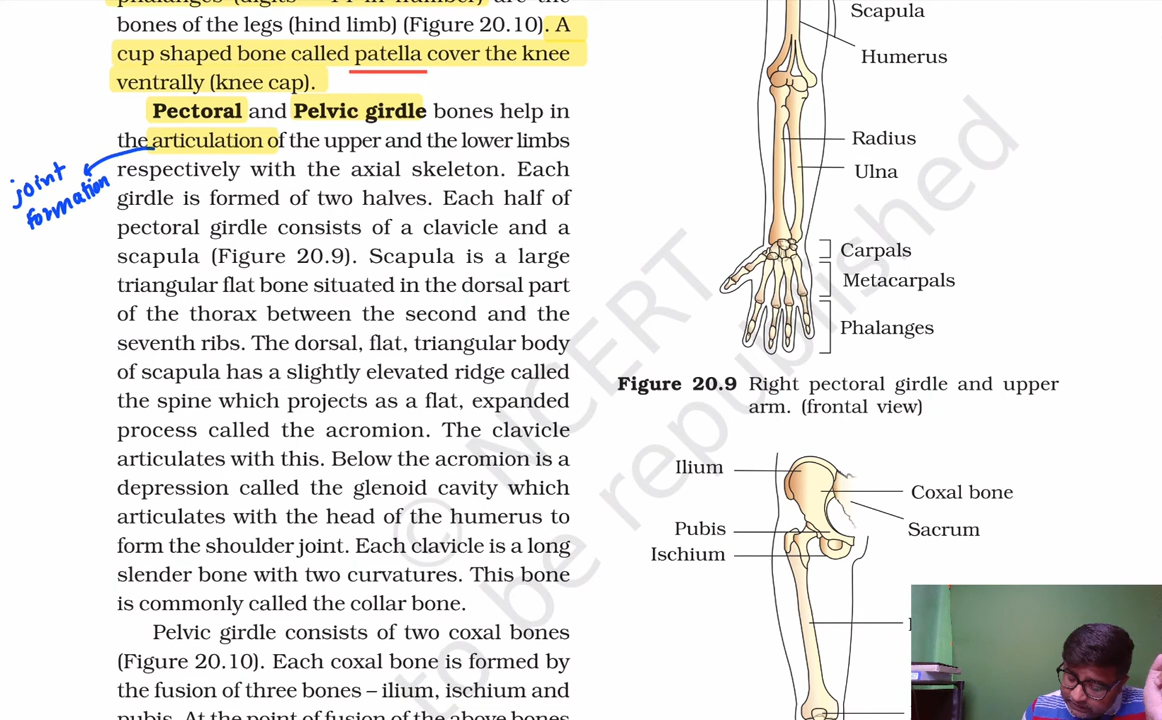 phalanges (digits – 14 in number) are the
bones of the legs (hind limb) (Figure 20.10). A
cup shaped bone called patella cover the knee
ventrally (knee cap).
Pectoral and Pelvic girdle bones help in
the articulation of the upper and the lower limbs
respectively with the axial skeleton. Each
girdle is formed of two halves. Each half of
pectoral girdle consists of a clavicle and a
scapula (Figure 20.9). Scapula is a large
triangular flat bone situated in the dorsal part
of the thorax between the second and the
seventh ribs. The dorsal, flat, triangular body
of scapula has a slightly elevated ridge called
the spine which projects as a flat, expanded
process called the acromion. The clavicle
articulates with this. Below the acromion is a
depression called the glenoid cavity which
articulates with the head of the humerus to
form the shoulder joint. Each clavicle is a long
slender bone with two curvatures. This bone
is commonly called the collar bone.
Pelvic girdle consists of two coxal bones
(Figure 20.10). Each coxal bone is formed by
the fusion of three bones – ilium, ischium and
pubis. At the point of fusion of the above bones
joint
formation
Scapula
Humerus
Radius
Ulna
Carpals
Metacarpals
Phalanges
Figure 20.9 Right pectoral girdle and upper
arm. (frontal view)
Ilium
Coxal bone
Pubis
Sacrum
Ischium
© NCERT
to be republished